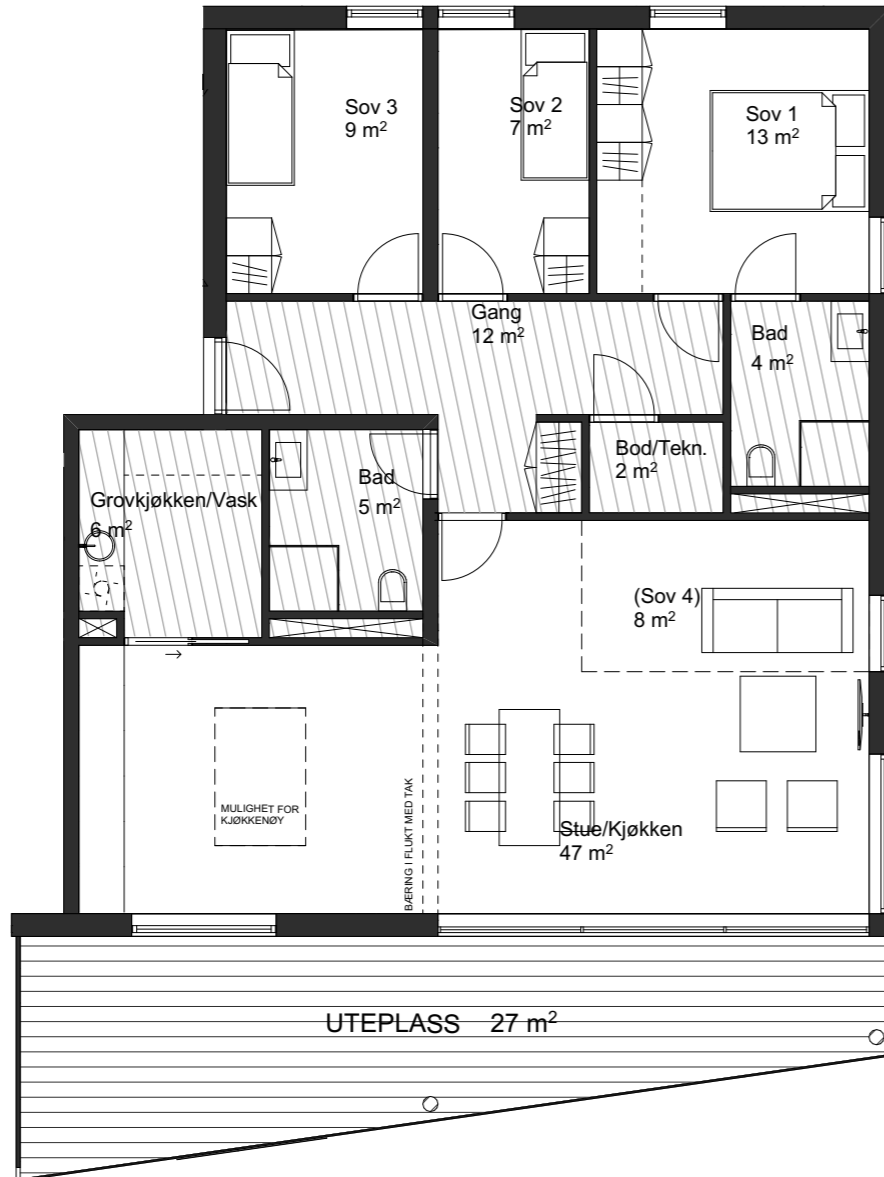 Sov 3
9 m²
Sov 2
7 m²
Sov 1
13 m²
Gang
12 m²
Bad
4 m²
Bod/Tekn.
2 m²
Bad
5 m²
Grovkjøkken/Vask
6 m²
(Sov 4)
8 m²
MULIGHET FOR
KJØKKENØY
BÆRING I FLUKT MED TAK
Stue/Kjøkken
47 m²
UTEPLASS 27 m²